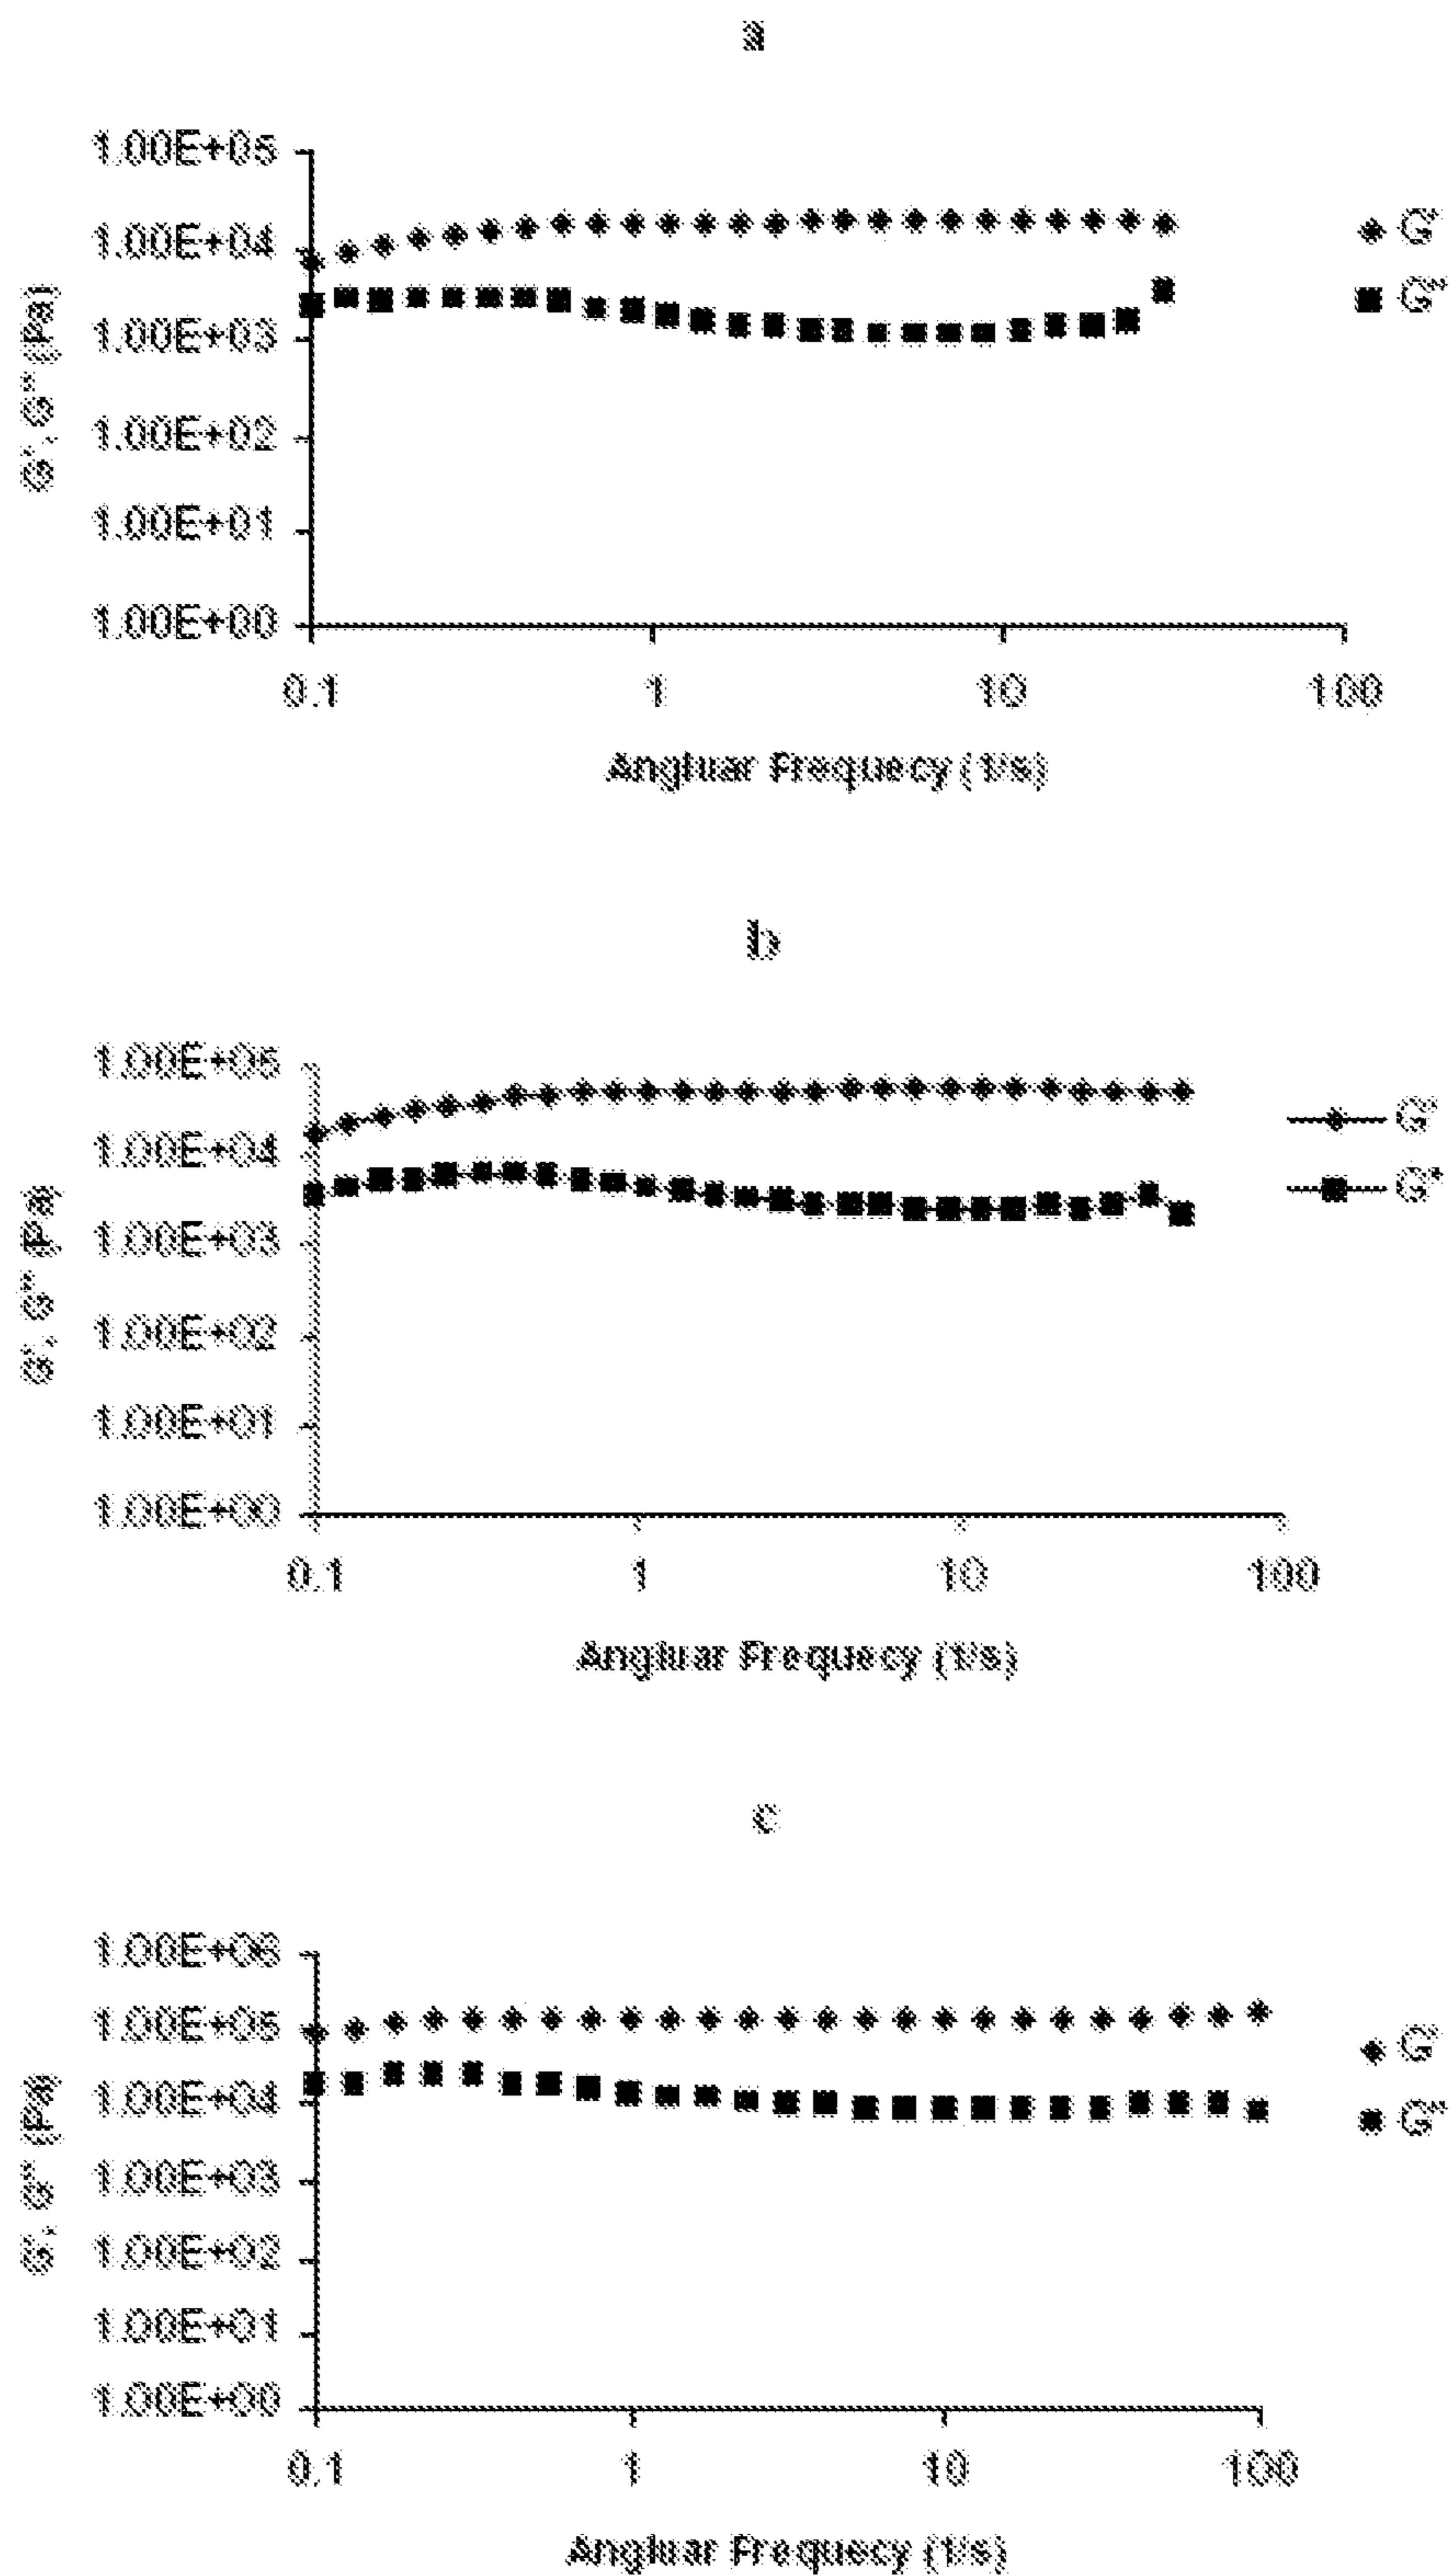 a
1.00E+05
1.00E+04
1.00E+03
1.00E+02
1.00E+01
1.00E+00
G', G" (Pa)
0.1 1 10 100
Angluar Frequecy (1/s)
G'
G"
b
1.00E+05
1.00E+04
1.00E+03
1.00E+02
1.00E+01
1.00E+00
G', G" (Pa)
0.1 1 10 100
Angluar Frequecy (1/s)
G'
G"
c
1.00E+06
1.00E+05
1.00E+04
1.00E+03
1.00E+02
1.00E+01
1.00E+00
G', G" (Pa)
0.1 1 10 100
Angluar Frequecy (1/s)
G'
G"